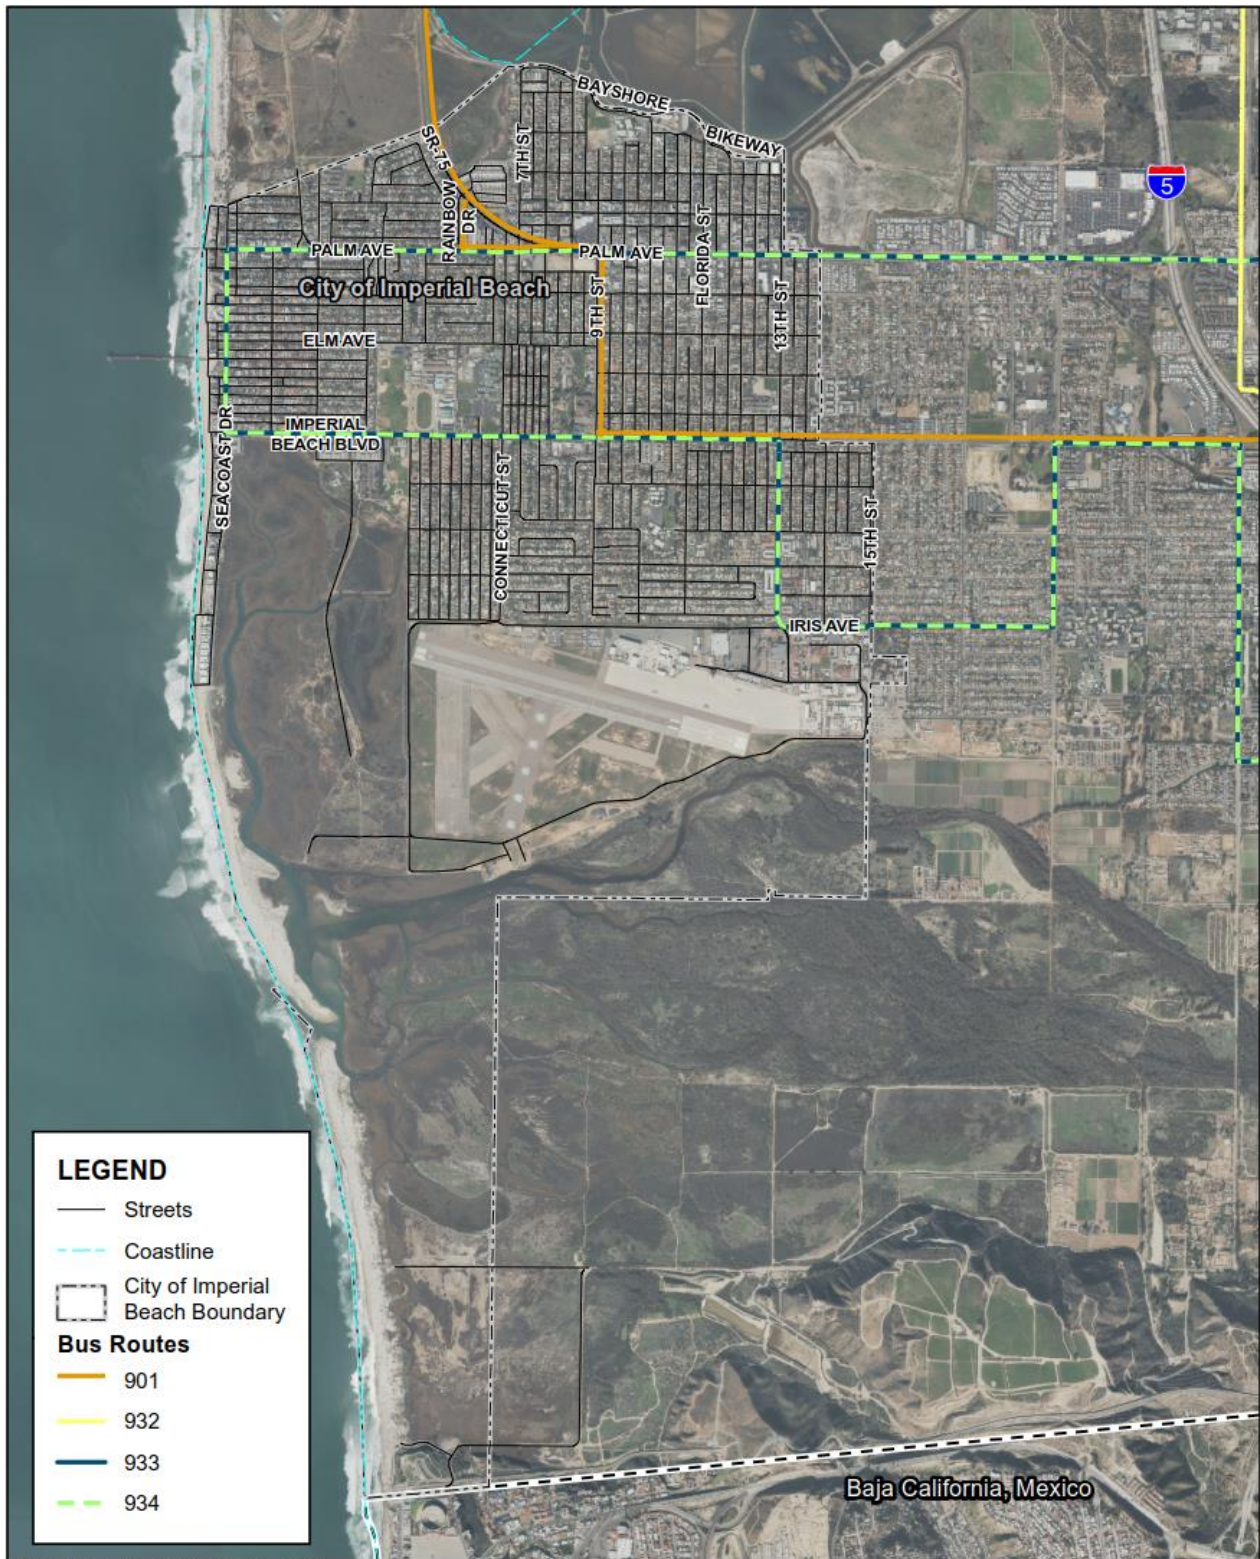 BAYSHORE
BIKEWAY
SR-75
7TH ST
5
RAINBOW
DR
FLORIDA ST
PALM AVE
PALM AVE
City of Imperial Beach
9TH ST
13TH ST
ELM AVE
IMPERIAL
BEACH BLVD
SEACOAST DR
CONNECTICUT ST
15TH ST
IRIS AVE
LEGEND
Streets
Coastline
City of Imperial
Beach Boundary
Bus Routes
901
932
933
934
Baja California, Mexico